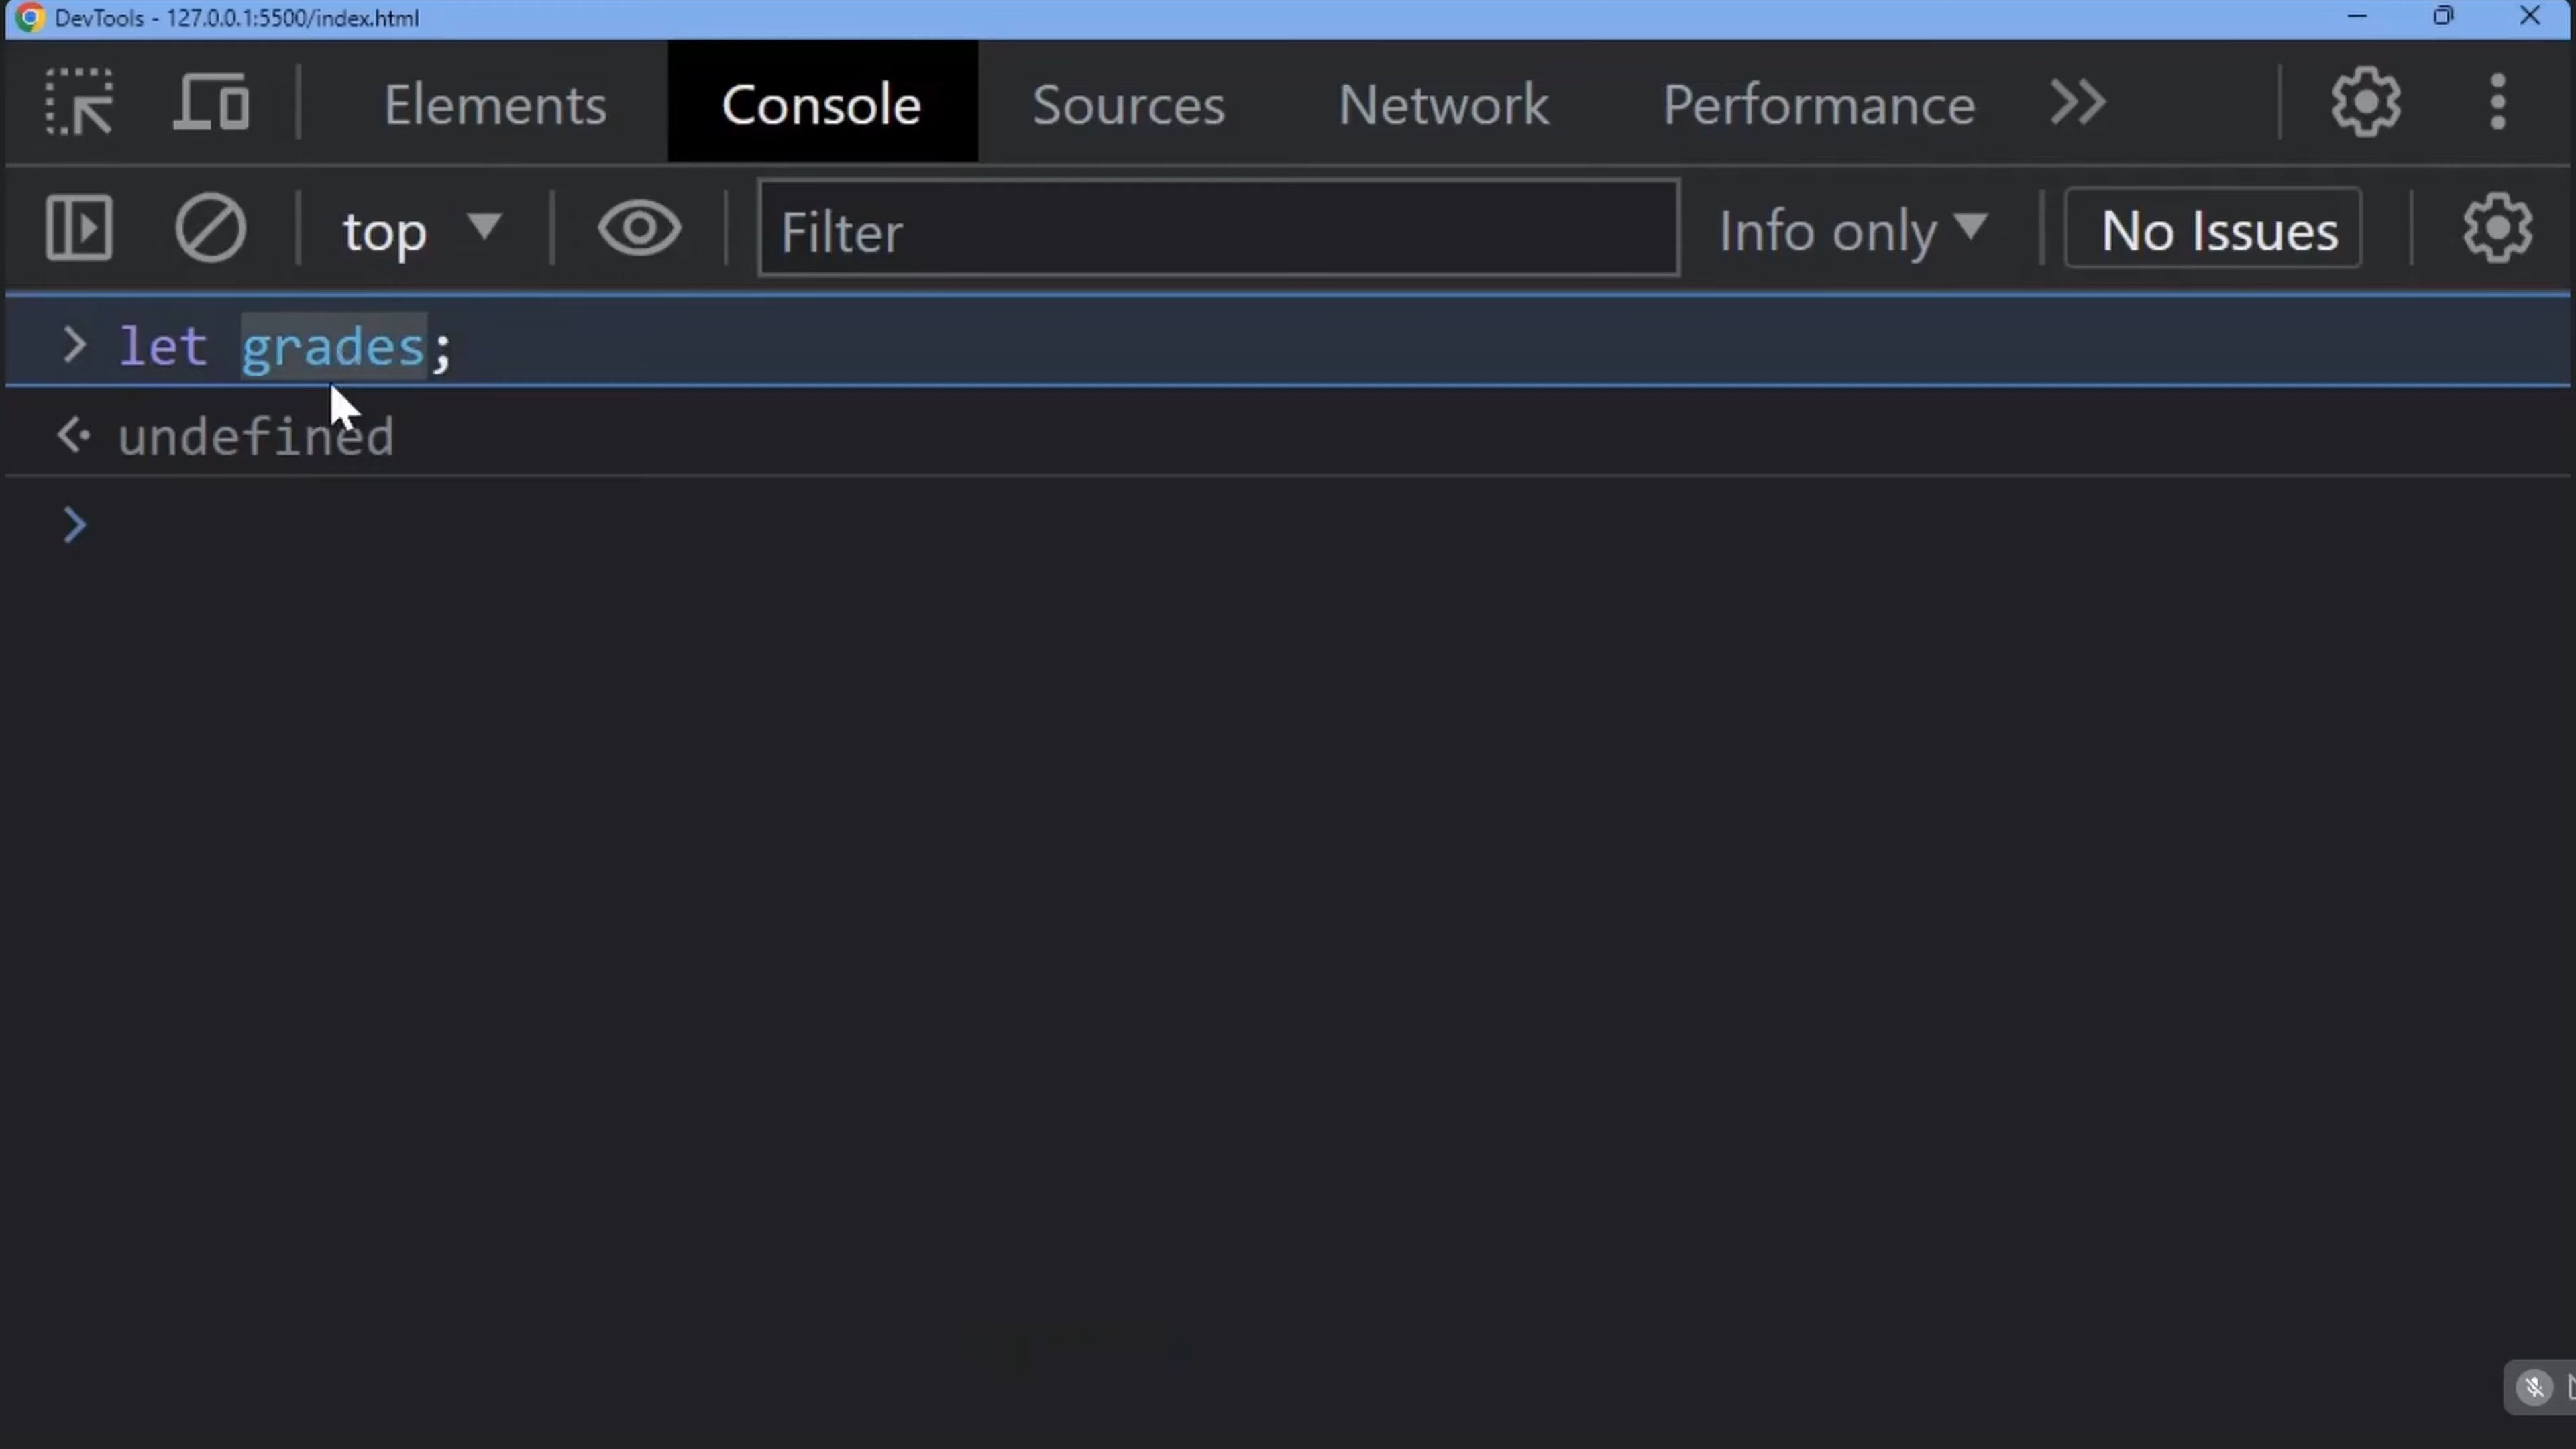 DevTools - 127.0.0.1:5500/index.html
Elements Console Sources Network Performance
top Filter Info only No Issues
let grades;
undefined